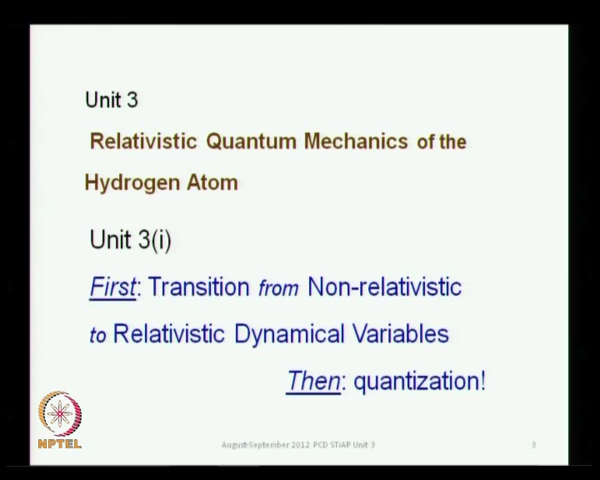 Unit 3
Relativistic Quantum Mechanics of the
Hydrogen Atom
Unit 3(i)
First: Transition from Non-relativistic
to Relativistic Dynamical Variables
Then: quantization!
NPTEL
August-September 2012 PCD STiAP Unit 3
3